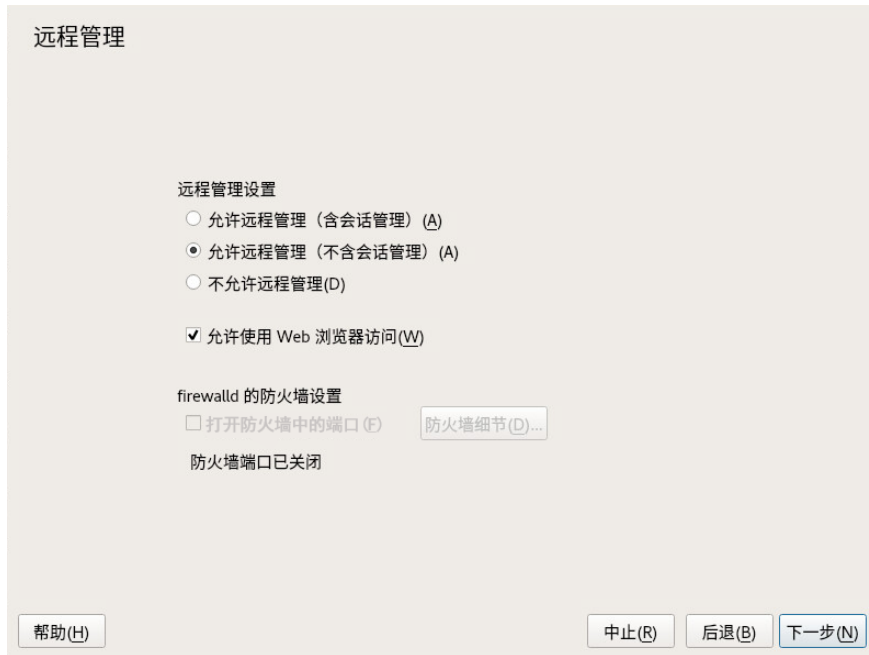 远程管理
远程管理设置
允许远程管理（含会话管理）(A)
允许远程管理（不含会话管理）(A)
不允许远程管理(D)
允许使用 Web 浏览器访问(W)
firewalld 的防火墙设置
打开防火墙中的端口(F) 防火墙细节(D)...
防火墙端口已关闭
帮助(H) 中止(R) 后退(B) 下一步(N)